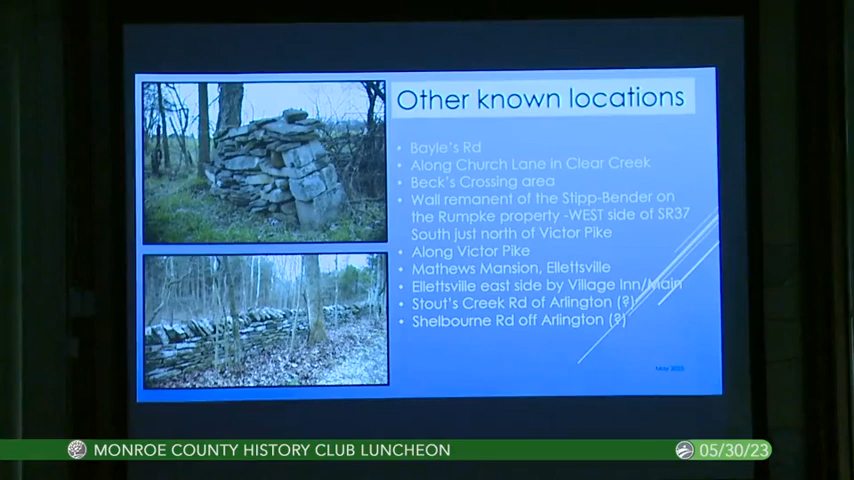 Other known locations
• Bayle's Rd
• Along Church Lane in Clear Creek
• Beck's Crossing area
• Wall remanent of the Stipp-Bender on
the Rumpke property -WEST side of SR37
South just north of Victor Pike
• Along Victor Pike
• Mathews Mansion, Ellettsville
• Ellettsville east side by Village Inn/Main
• Stout's Creek Rd of Arlington (?)
• Shelbourne Rd off Arlington (?)
MONROE COUNTY HISTORY CLUB LUNCHEON
05/30/23